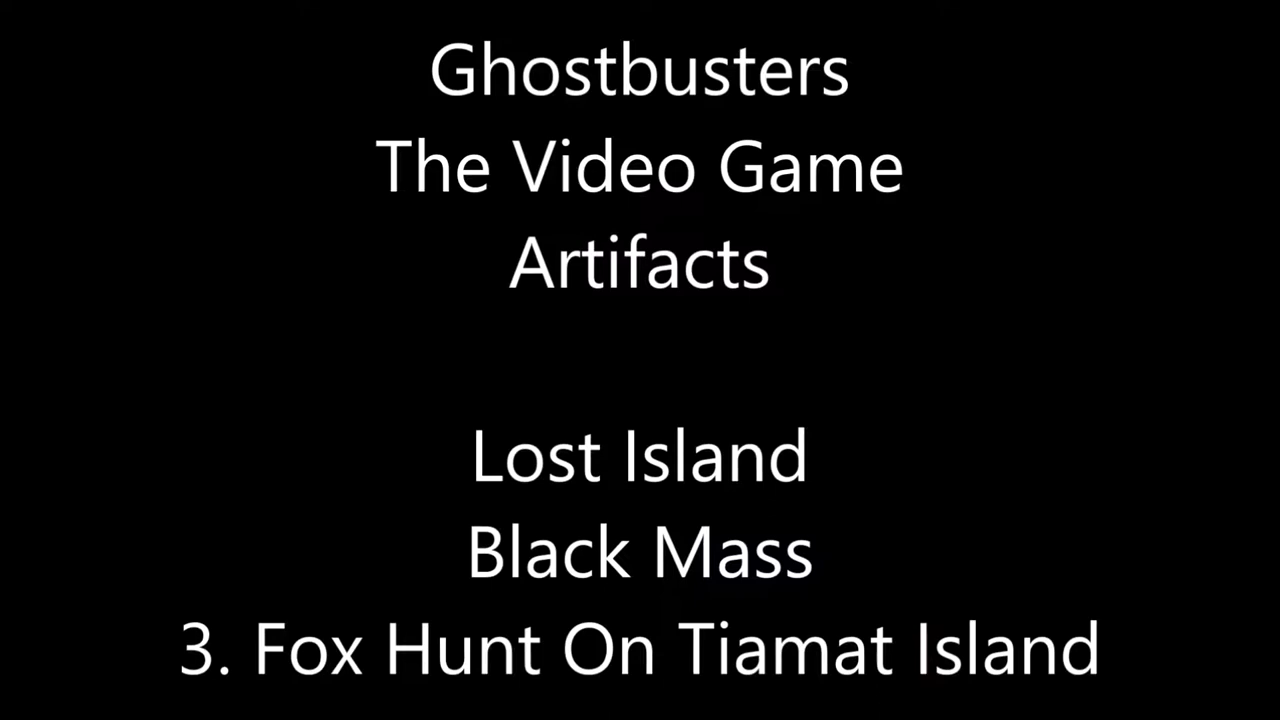 Ghostbusters
The Video Game
Artifacts
Lost Island
Black Mass
3. Fox Hunt On Tiamat Island